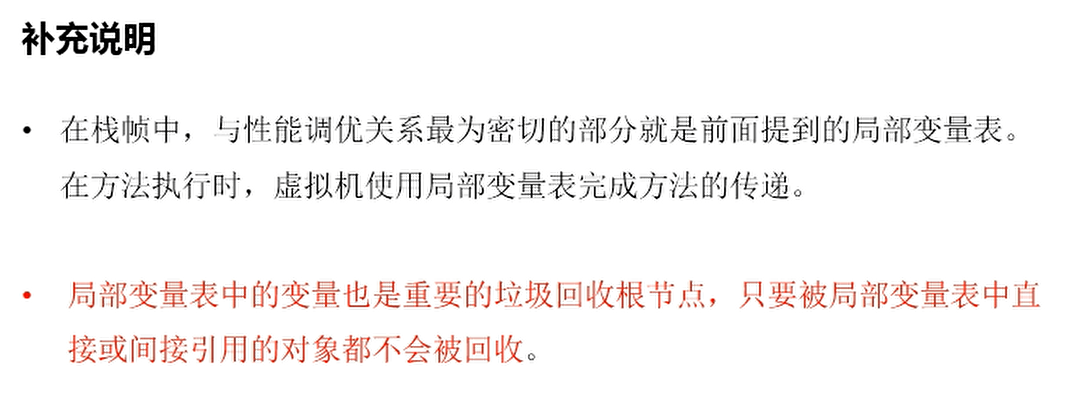 补充说明
• 在栈帧中，与性能调优关系最为密切的部分就是前面提到的局部变量表。
在方法执行时，虚拟机使用局部变量表完成方法的传递。
• 局部变量表中的变量也是重要的垃圾回收根节点，只要被局部变量表中直
接或间接引用的对象都不会被回收。